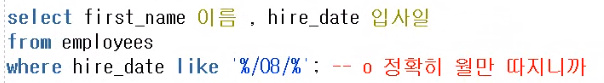 select first_name 이름 , hire_date 입사일
from employees
where hire_date like '%/08/%'; -- o 정확히 월만 따지니까